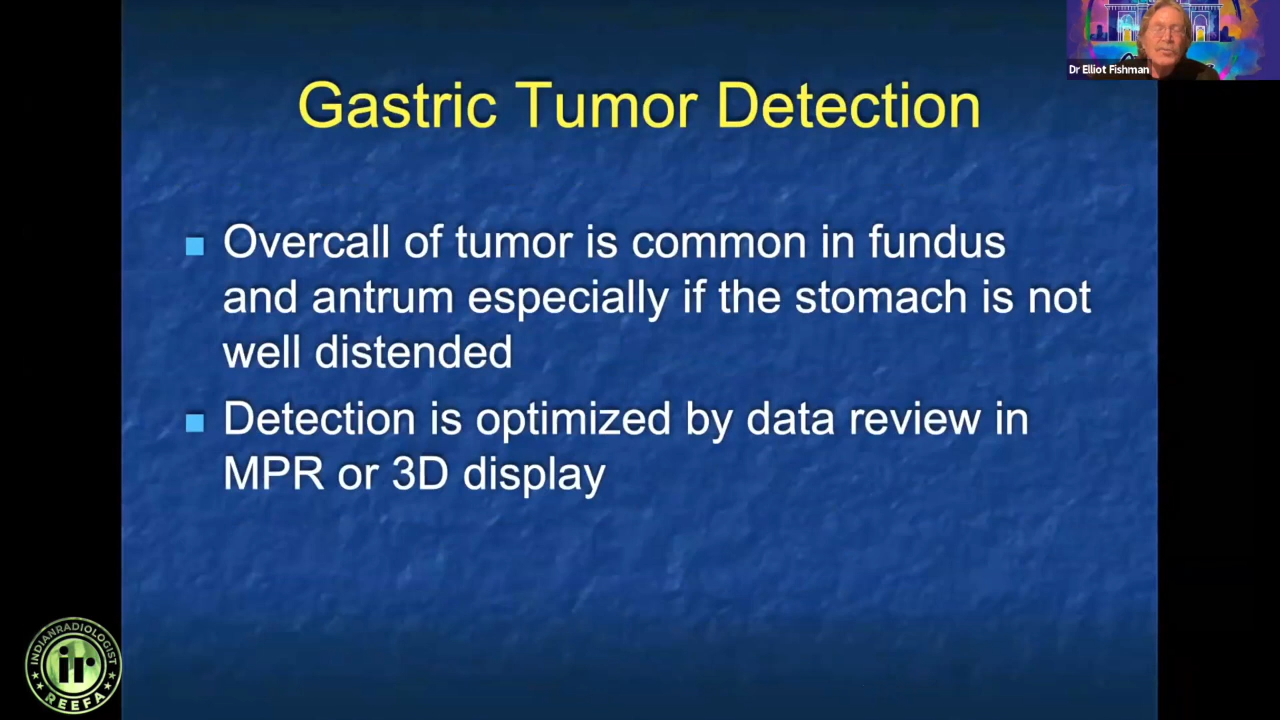 Dr Elliot Fishman
Gastric Tumor Detection
Overcall of tumor is common in fundus
and antrum especially if the stomach is not
well distended
Detection is optimized by data review in
MPR or 3D display
INDIANRADIOLOGIST
ir
REEFA